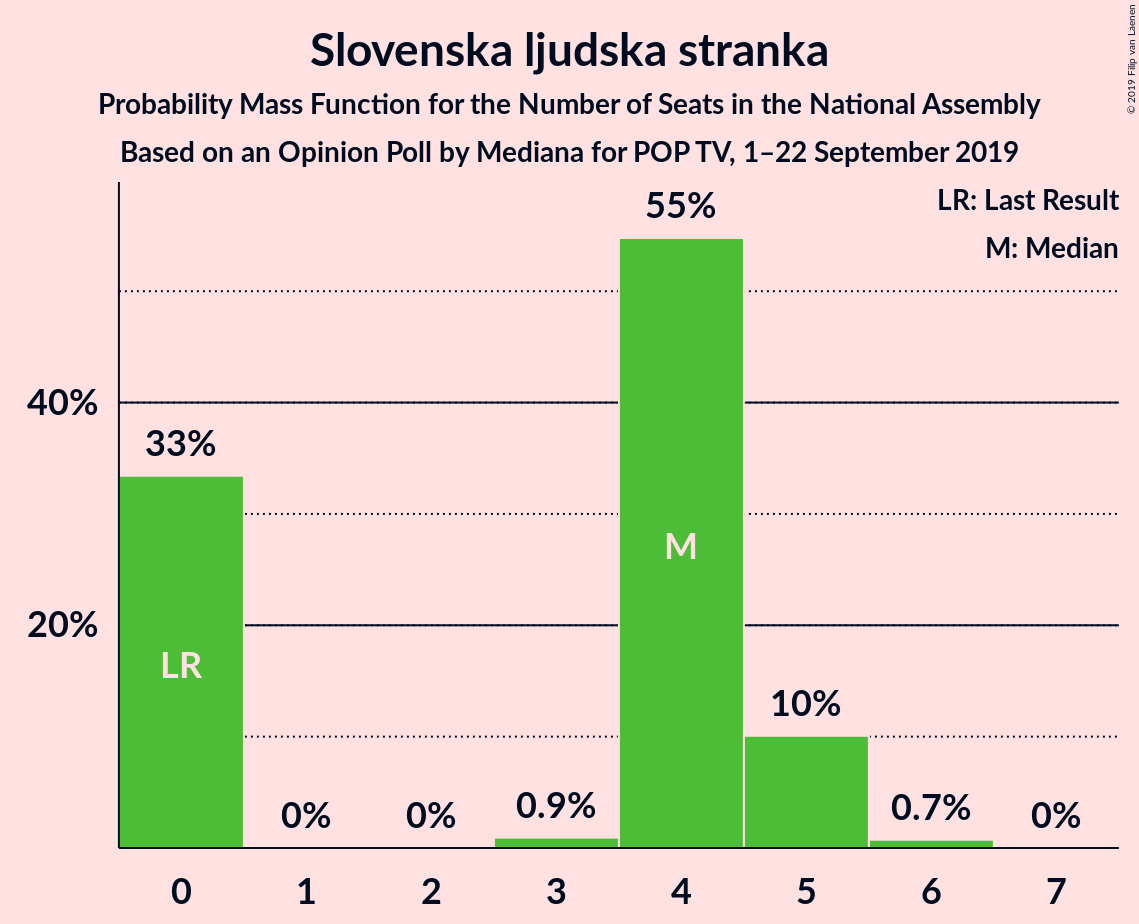 Slovenska ljudska stranka
Probability Mass Function for the Number of Seats in the National Assembly
Based on an Opinion Poll by Mediana for POP TV, 1–22 September 2019
© 2019 Filip van Laenen
LR: Last Result
M: Median
55%
40%
33%
M
20%
LR
10%
0%
0%
0.9%
0.7%
0%
0
1
2
3
4
5
6
7